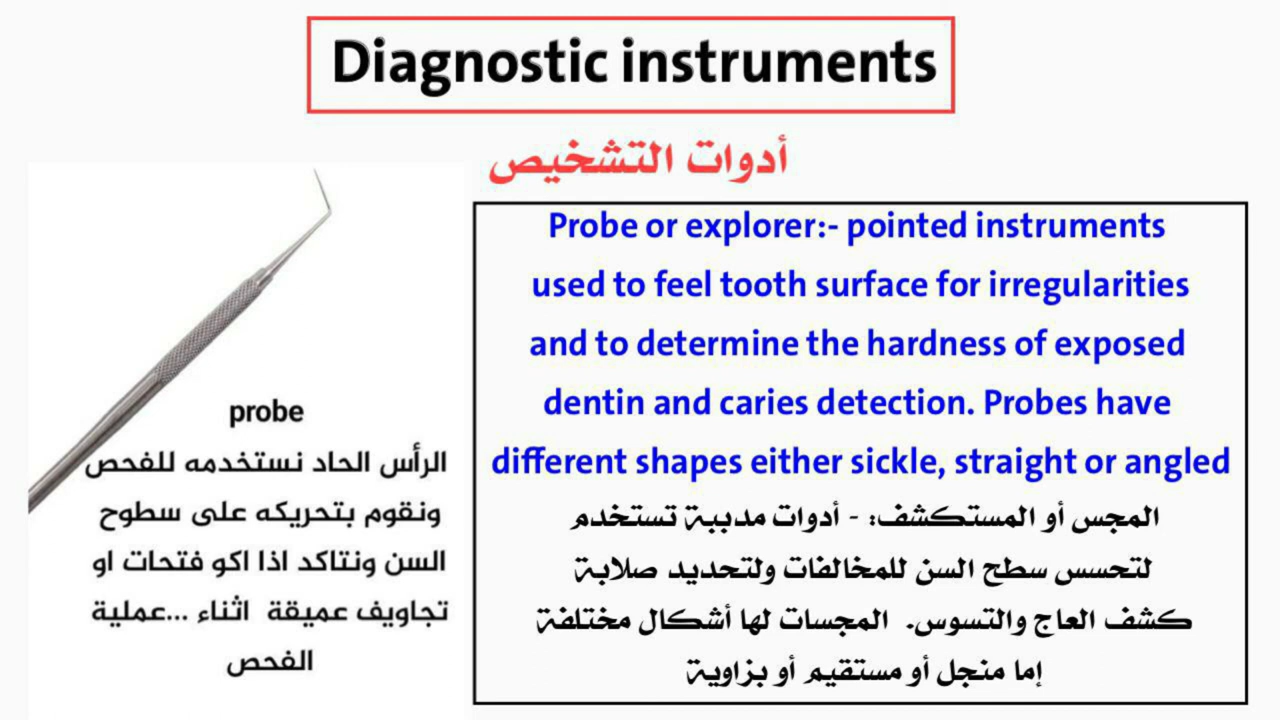 Diagnostic instruments
أدوات التشخيص
Probe or explorer:- pointed instruments
used to feel tooth surface for irregularities
and to determine the hardness of exposed
dentin and caries detection. Probes have
different shapes either sickle, straight or angled
المجس أو المستكشف: - أدوات مدببة تستخدم
لتحسس سطح السن للمخالفات ولتحديد صلابة
كشف العاج والتسوس. المجسات لها أشكال مختلفة
إما منجل أو مستقيم أو بزاوية
probe
الرأس الحاد نستخدمه للفحص
ونقوم بتحريكه على سطوح
السن ونتاكد اذا اكو فتحات او
تجاويف عميقة اثناء ...عملية
الفحص